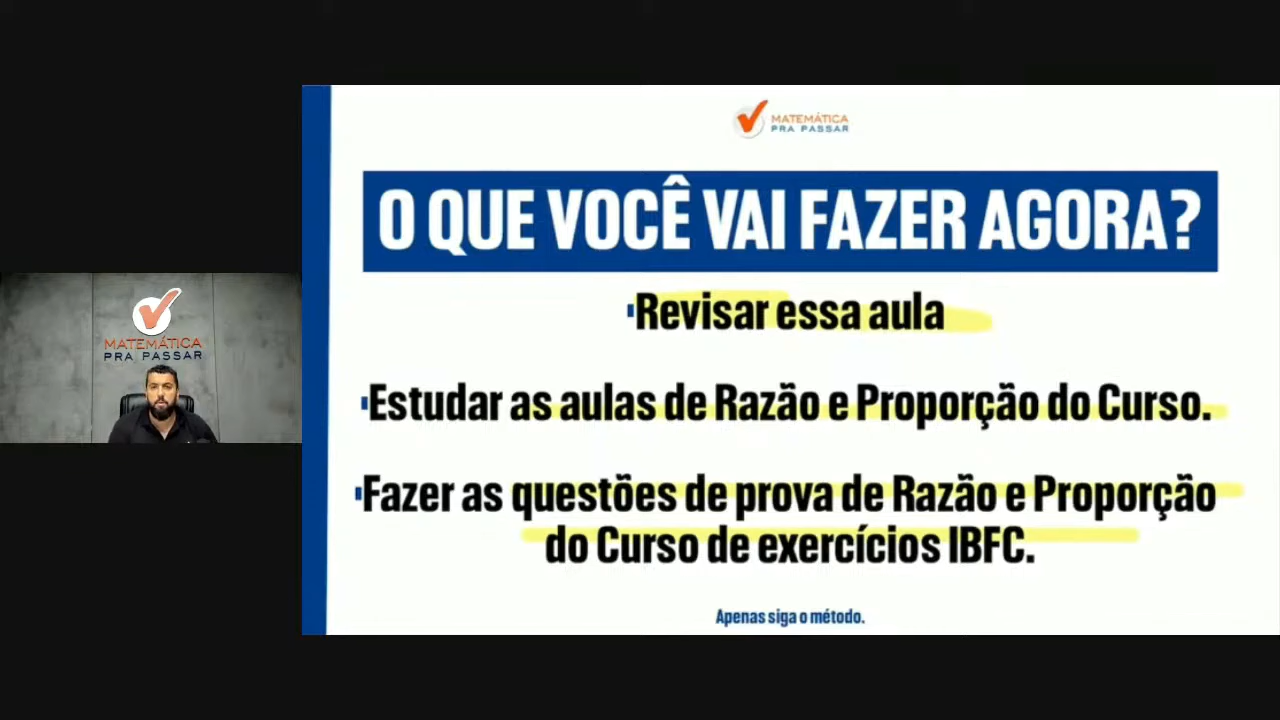 MATEMÁTICA
PRA PASSAR
MATEMÁTICA
PRA PASSAR
O QUE VOCÊ VAI FAZER AGORA?
Revisar essa aula
Estudar as aulas de Razão e Proporção do Curso.
Fazer as questões de prova de Razão e Proporção
do Curso de exercícios IBFC.
Apenas siga o método.